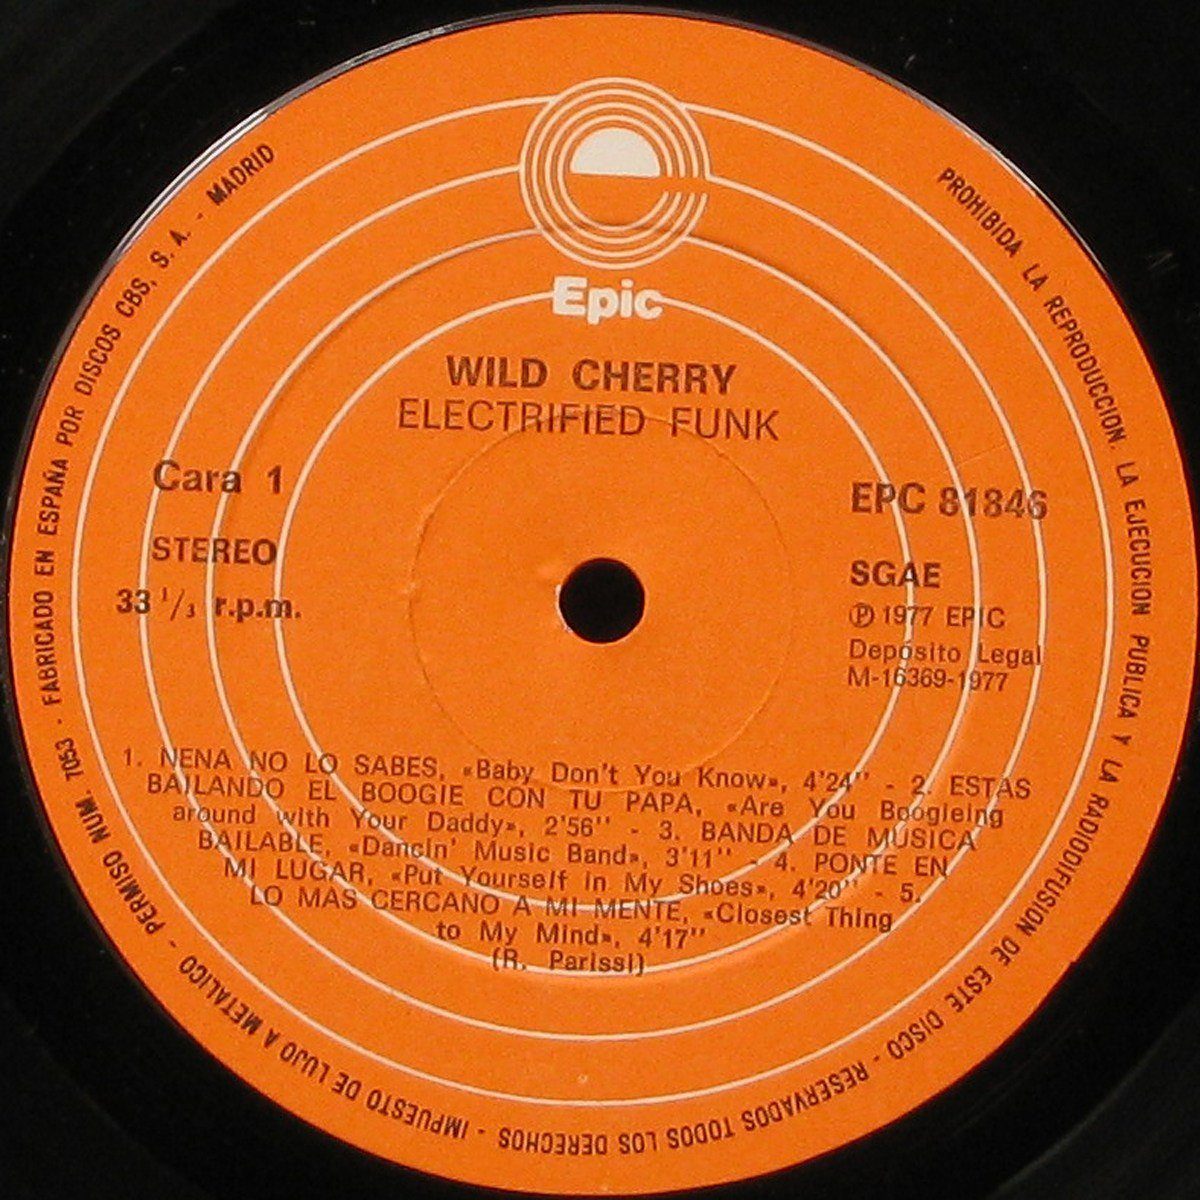 Epic
WILD CHERRY
ELECTRIFIED FUNK
Cara 1
STEREO
33 1/3 r.p.m.
EPC 81846
SGAE
Ⓟ 1977 EPIC
Depósito Legal
M-16369-1977
1. NENA NO LO SABES, «Baby Don't You Know», 4'24'' - 2. ESTAS
BAILANDO EL BOOGIE CON TU PAPA, «Are You Boogieing
around with Your Daddy», 2'56'' - 3. BANDA DE MUSICA
BAILABLE, «Dancin' Music Band», 3'11'' - 4. PONTE EN
MI LUGAR, «Put Yourself in My Shoes», 4'20'' - 5.
LO MAS CERCANO A MI MENTE, «Closest Thing
to My Mind», 4'17''
(R. Parissi)
PROHIBIDA LA REPRODUCCION. LA EJECUCION PUBLICA Y LA RADIODIFUSION DE ESTE DISCO - RESERVADOS TODOS LOS DERECHOS - IMPUESTO DE LUJO A METALICO - PERMISO NUM. 7053 - FABRICADO EN ESPAÑA POR DISCOS CBS, S. A. - MADRID